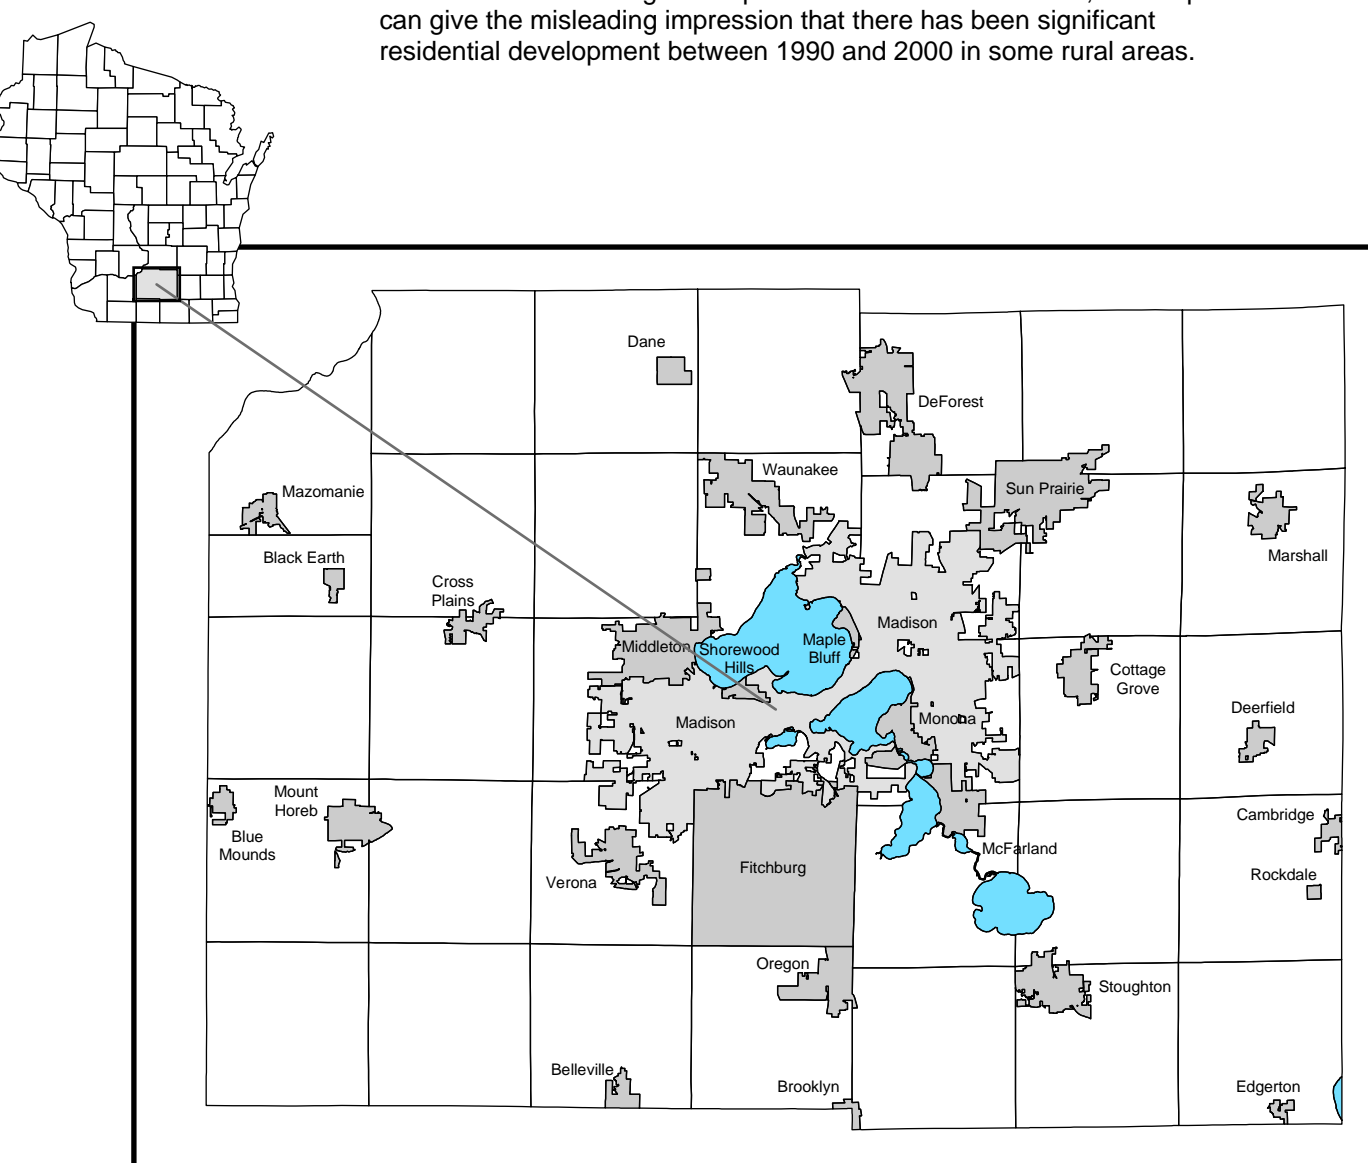 can give the misleading impression that there has been significant
residential development between 1990 and 2000 in some rural areas.
Dane
DeForest
Waunakee
Sun Prairie
Mazomanie
Marshall
Black Earth
Cross
Plains
Madison
Middleton
Shorewood
Hills
Maple
Bluff
Cottage
Grove
Madison
Monona
Deerfield
Mount
Horeb
Blue
Mounds
Cambridge
McFarland
Fitchburg
Verona
Rockdale
Oregon
Stoughton
Belleville
Brooklyn
Edgerton